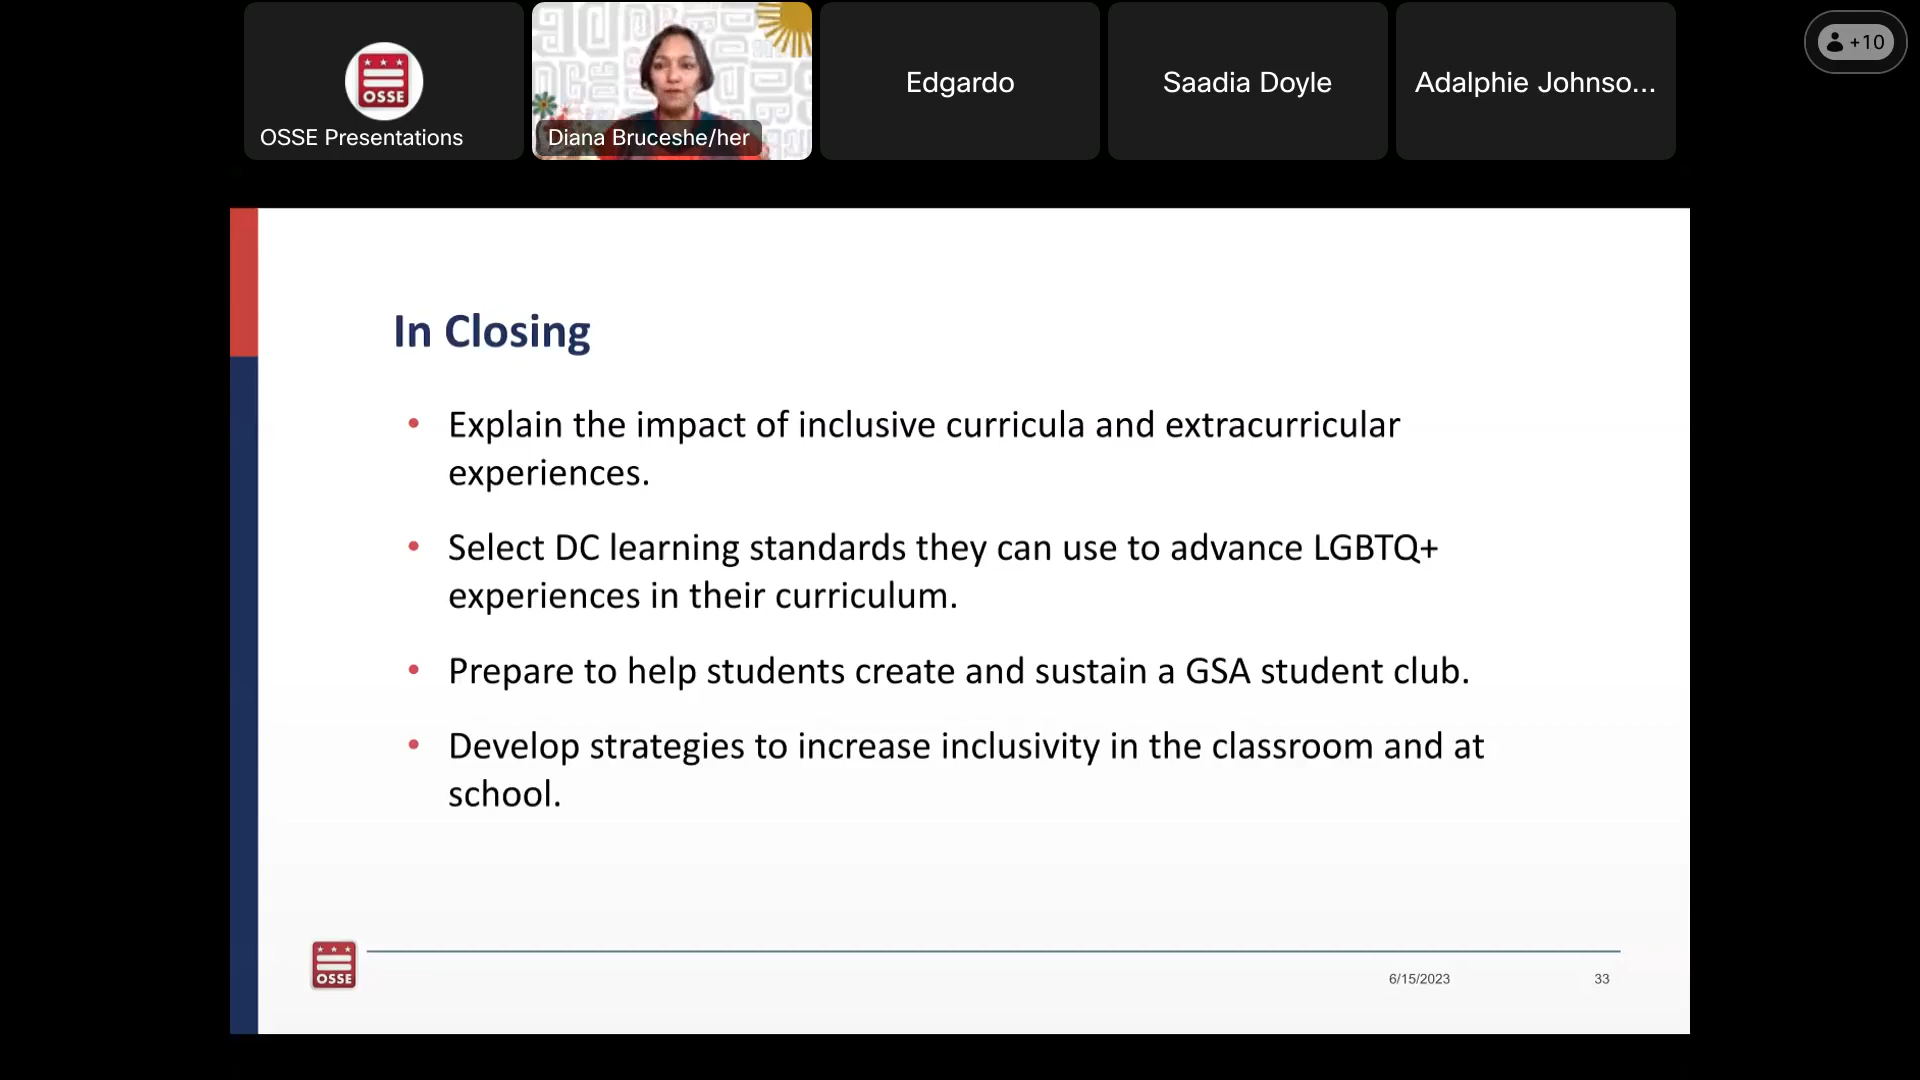 OSSE
OSSE Presentations
Diana Bruceshe/her
Edgardo
Saadia Doyle
Adalphie Johnso...
+10
In Closing
• Explain the impact of inclusive curricula and extracurricular
experiences.
• Select DC learning standards they can use to advance LGBTQ+
experiences in their curriculum.
• Prepare to help students create and sustain a GSA student club.
• Develop strategies to increase inclusivity in the classroom and at
school.
OSSE
6/15/2023
33